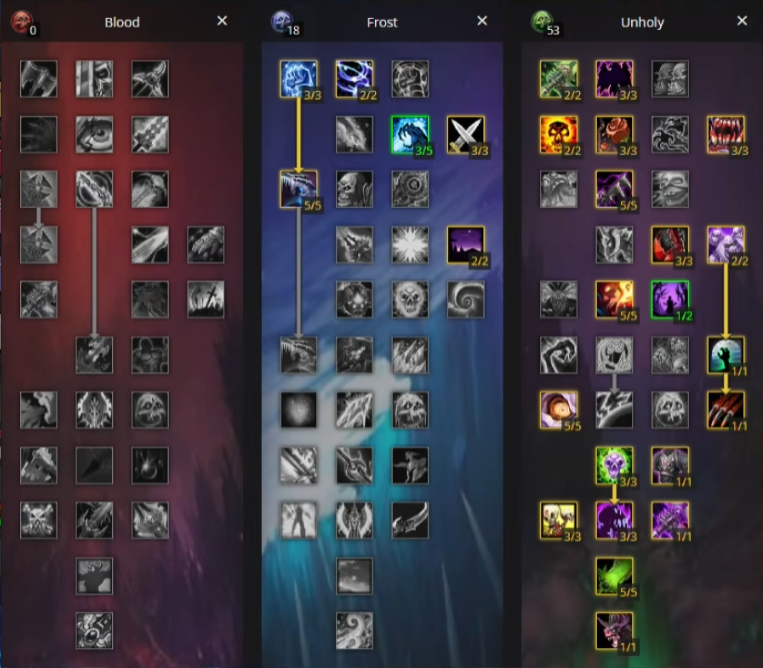 0 Blood ✕
18 Frost ✕
53 Unholy ✕
3/3 2/2
3/5 3/3
5/5
2/2
2/2 3/3
2/2 3/3 3/3
5/5
3/3 2/2
5/5 1/2
1/1
5/5 1/1
3/3 1/1
3/3 3/3 1/1
5/5
1/1